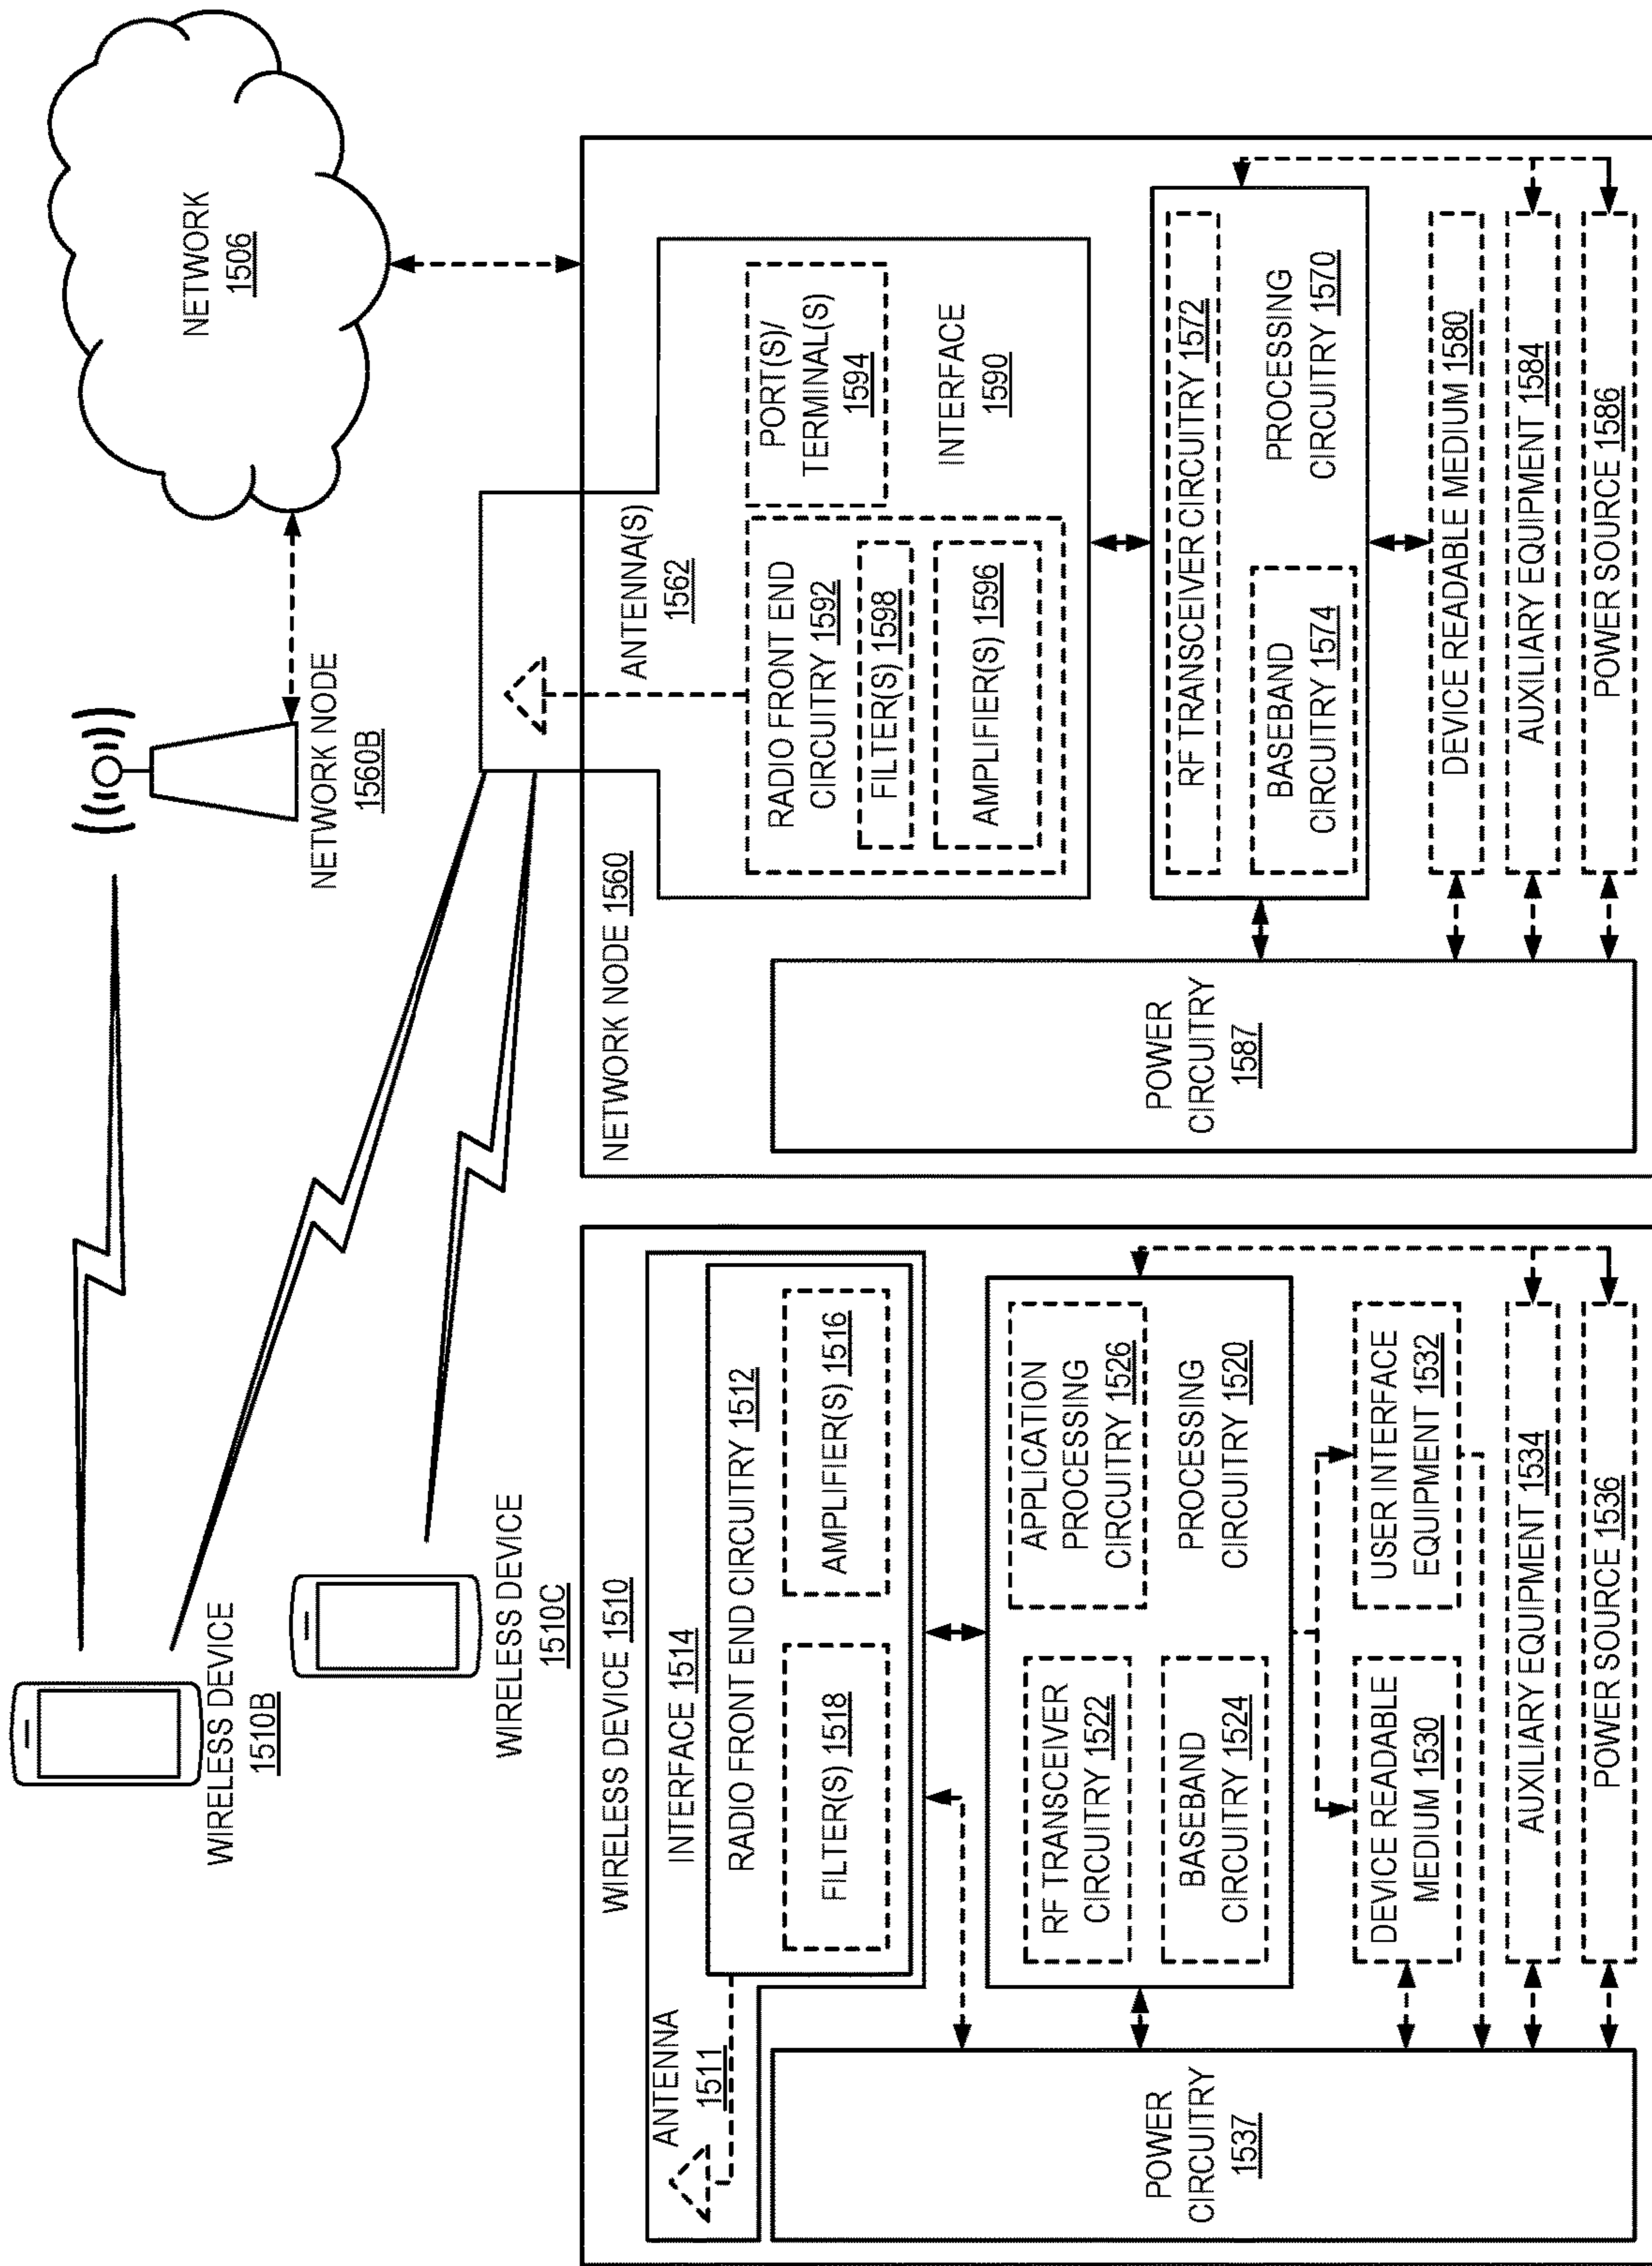 NETWORK
1506
NETWORK NODE
1560B
WIRELESS DEVICE
1510B
WIRELESS DEVICE
1510C
WIRELESS DEVICE 1510
ANTENNA
1511
INTERFACE 1514
RADIO FRONT END CIRCUITRY 1512
FILTER(S) 1518
AMPLIFIER(S) 1516
POWER
CIRCUITRY
1537
RF TRANSCEIVER
CIRCUITRY 1522
BASEBAND
CIRCUITRY 1524
APPLICATION
PROCESSING
CIRCUITRY 1526
PROCESSING
CIRCUITRY 1520
DEVICE READABLE
MEDIUM 1530
USER INTERFACE
EQUIPMENT 1532
AUXILIARY EQUIPMENT 1534
POWER SOURCE 1536
NETWORK NODE 1560
ANTENNA(S)
1562
RADIO FRONT END
CIRCUITRY 1592
FILTER(S) 1598
AMPLIFIER(S) 1596
PORT(S)/
TERMINAL(S)
1594
INTERFACE
1590
POWER
CIRCUITRY
1587
RF TRANSCEIVER CIRCUITRY 1572
BASEBAND
CIRCUITRY 1574
PROCESSING
CIRCUITRY 1570
DEVICE READABLE MEDIUM 1580
AUXILIARY EQUIPMENT 1584
POWER SOURCE 1586